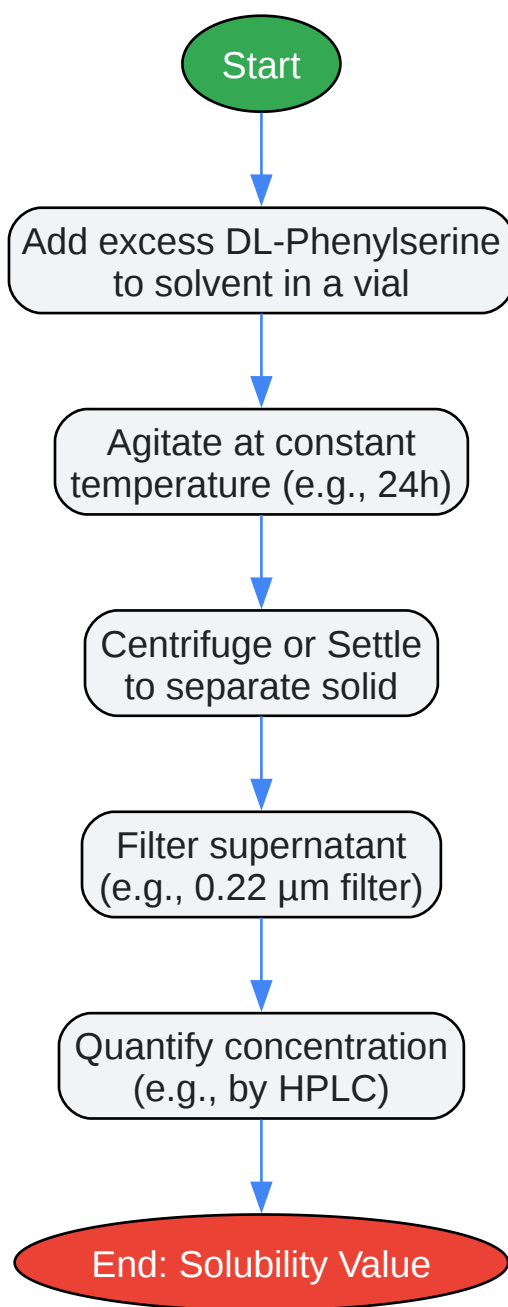 Start
Add excess DL-Phenylserine
to solvent in a vial
Agitate at constant
temperature (e.g., 24h)
Centrifuge or Settle
to separate solid
Filter supernatant
(e.g., 0.22 µm filter)
Quantify concentration
(e.g., by HPLC)
End: Solubility Value